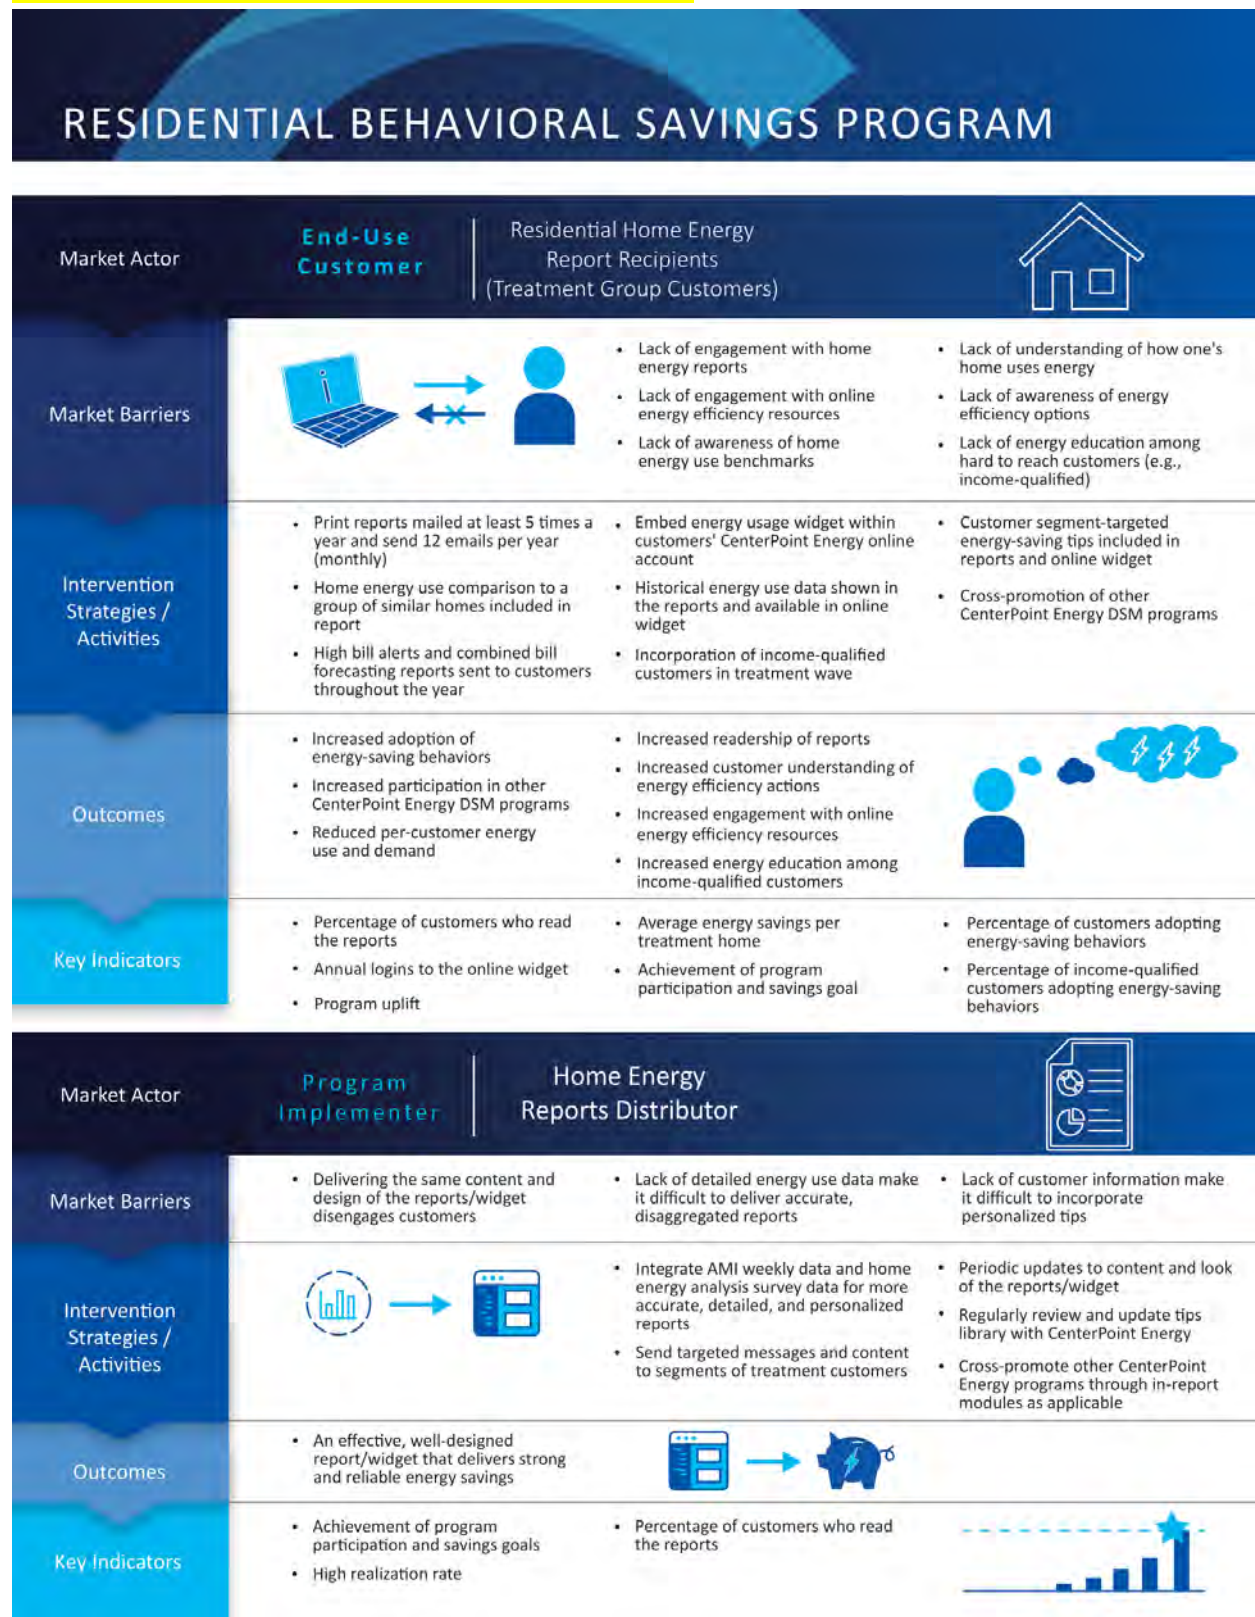 RESIDENTIAL BEHAVIORAL SAVINGS PROGRAM
Market Actor
End-Use
Customer
Residential Home Energy
Report Recipients
(Treatment Group Customers)
Market Barriers
i
• Lack of engagement with home
energy reports
• Lack of engagement with online
energy efficiency resources
• Lack of awareness of home
energy use benchmarks
• Lack of understanding of how one's
home uses energy
• Lack of awareness of energy
efficiency options
• Lack of energy education among
hard to reach customers (e.g.,
income-qualified)
Intervention
Strategies /
Activities
• Print reports mailed at least 5 times a
year and send 12 emails per year
(monthly)
• Home energy use comparison to a
group of similar homes included in
report
• High bill alerts and combined bill
forecasting reports sent to customers
throughout the year
• Embed energy usage widget within
customers' CenterPoint Energy online
account
• Historical energy use data shown in
the reports and available in online
widget
• Incorporation of income-qualified
customers in treatment wave
• Customer segment-targeted
energy-saving tips included in
reports and online widget
• Cross-promotion of other
CenterPoint Energy DSM programs
Outcomes
• Increased adoption of
energy-saving behaviors
• Increased participation in other
CenterPoint Energy DSM programs
• Reduced per-customer energy
use and demand
• Increased readership of reports
• Increased customer understanding of
energy efficiency actions
• Increased engagement with online
energy efficiency resources
• Increased energy education among
income-qualified customers
Key Indicators
• Percentage of customers who read
the reports
• Annual logins to the online widget
• Program uplift
• Average energy savings per
treatment home
• Achievement of program
participation and savings goal
• Percentage of customers adopting
energy-saving behaviors
• Percentage of income-qualified
customers adopting energy-saving
behaviors
Market Actor
Program
Implementer
Home Energy
Reports Distributor
Market Barriers
• Delivering the same content and
design of the reports/widget
disengages customers
• Lack of detailed energy use data make
it difficult to deliver accurate,
disaggregated reports
• Lack of customer information make
it difficult to incorporate
personalized tips
Intervention
Strategies /
Activities
• Integrate AMI weekly data and home
energy analysis survey data for more
accurate, detailed, and personalized
reports
• Send targeted messages and content
to segments of treatment customers
• Periodic updates to content and look
of the reports/widget
• Regularly review and update tips
library with CenterPoint Energy
• Cross-promote other CenterPoint
Energy programs through in-report
modules as applicable
Outcomes
• An effective, well-designed
report/widget that delivers strong
and reliable energy savings
Key Indicators
• Achievement of program
participation and savings goals
• High realization rate
• Percentage of customers who read
the reports